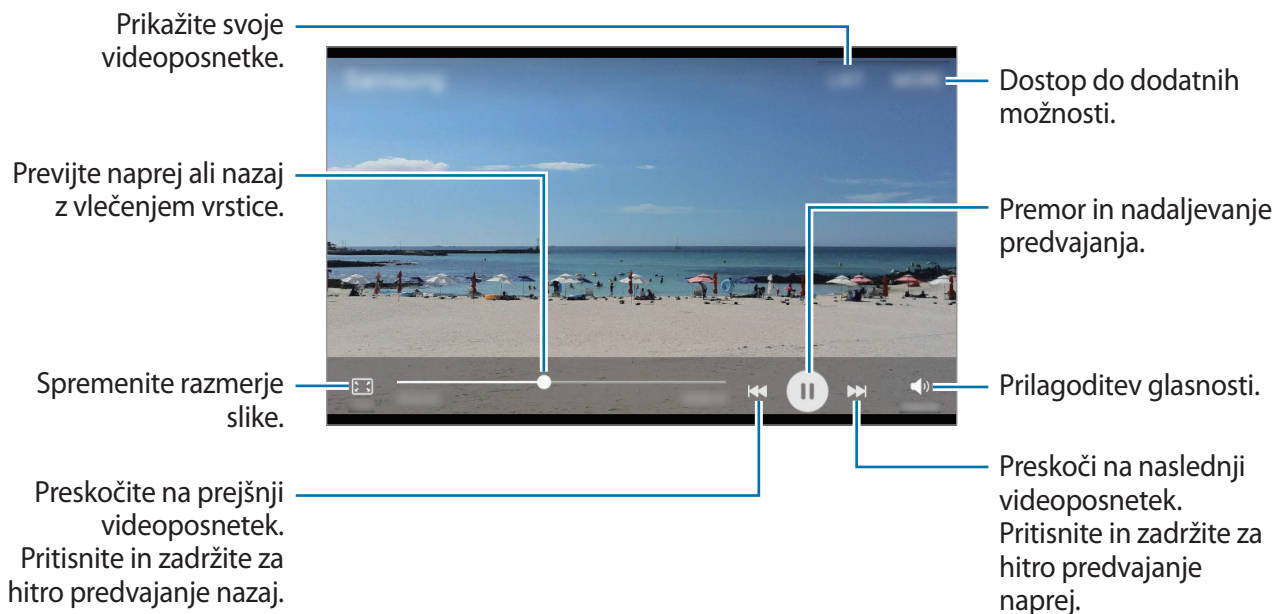 Prikažite svoje
videoposnetke.
Dostop do dodatnih
možnosti.
Previjte naprej ali nazaj
z vlečenjem vrstice.
Premor in nadaljevanje
predvajanja.
Spremenite razmerje
slike.
Prilagoditev glasnosti.
Preskočite na prejšnji
videoposnetek.
Pritisnite in zadržite za
hitro predvajanje nazaj.
Preskoči na naslednji
videoposnetek.
Pritisnite in zadržite za
hitro predvajanje
naprej.